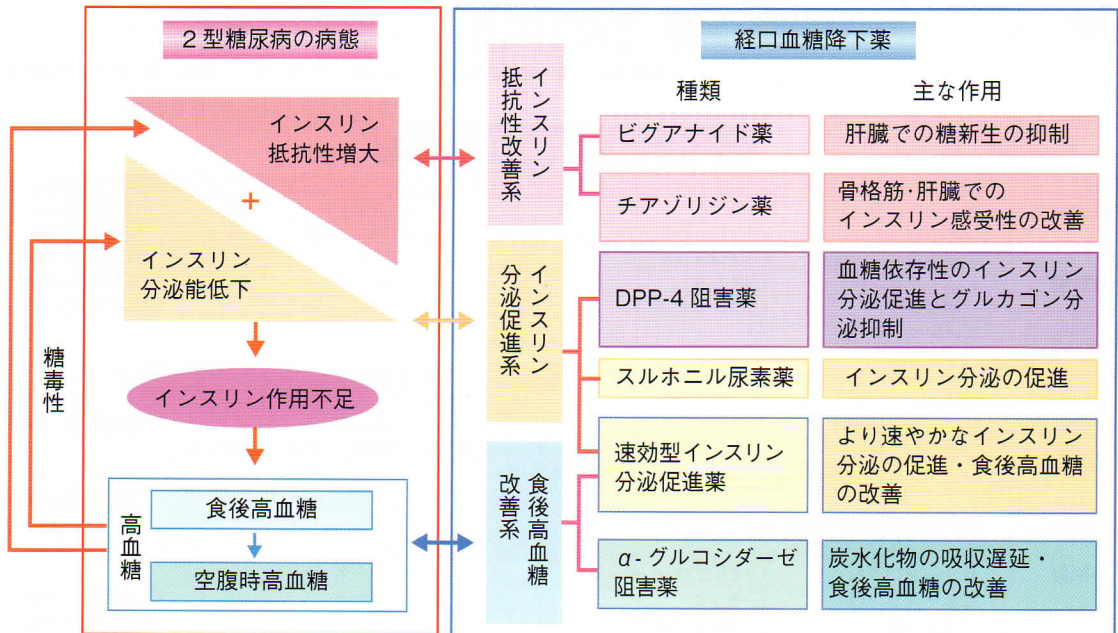 2型糖尿病の病態
インスリン
抵抗性増大
+
インスリン
分泌能低下
インスリン作用不足
糖毒性
高血糖
食後高血糖
空腹時高血糖
経口血糖降下薬
種類
主な作用
インスリン
抵抗性改善系
ビグアナイド薬
肝臓での糖新生の抑制
チアゾリジン薬
骨格筋・肝臓での
インスリン感受性の改善
インスリン
分泌促進系
DPP-4 阻害薬
血糖依存性のインスリン
分泌促進とグルカゴン分
泌抑制
スルホニル尿素薬
インスリン分泌の促進
速効型インスリン
分泌促進薬
より速やかなインスリン
分泌の促進・食後高血糖
の改善
食後高血糖
改善系
α-グルコシダーゼ
阻害薬
炭水化物の吸収遅延・
食後高血糖の改善